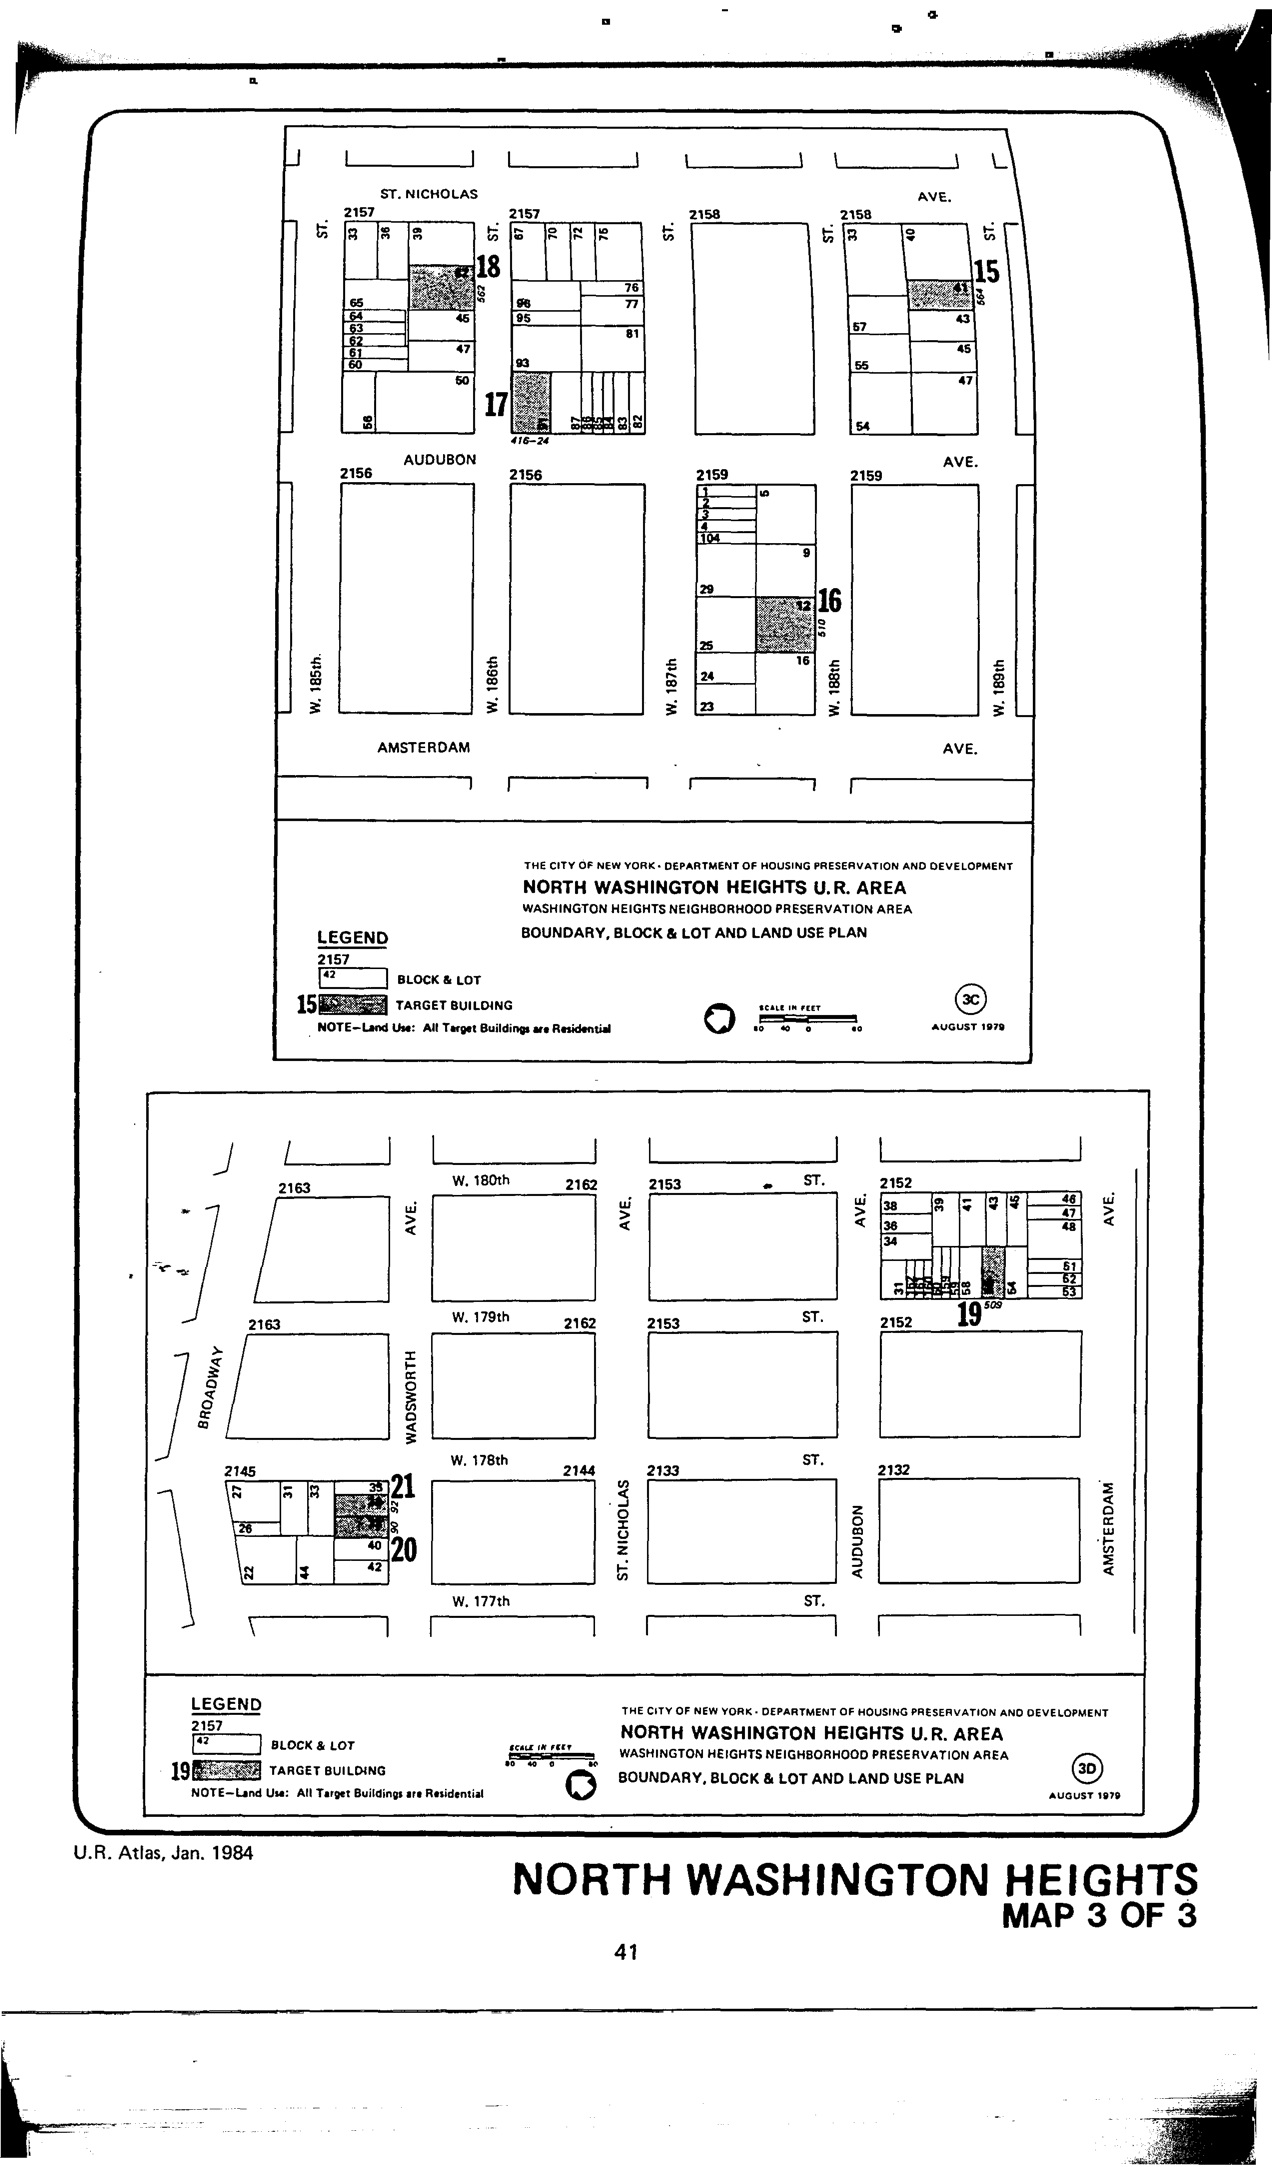 ST. NICHOLAS AVE.
ST. 2157 ST. 2157 ST. 2158 ST. 2158 ST.
33 36 39 67 70 72 75 33 40
18 15
562 76 41 564
65 96 77
64 45 95 43
63 81 57
62 47 45
61 93 55
60 50 17 47
56 87 83 82 54
416-24
AUDUBON AVE.
2156 2156 2159 2159
1 5
2
3
4
104
9
29
12 16
510
25
16
24
23
W. 185th. W. 186th W. 187th W. 188th W. 189th
AMSTERDAM AVE.
THE CITY OF NEW YORK - DEPARTMENT OF HOUSING PRESERVATION AND DEVELOPMENT
NORTH WASHINGTON HEIGHTS U.R. AREA
WASHINGTON HEIGHTS NEIGHBORHOOD PRESERVATION AREA
BOUNDARY, BLOCK & LOT AND LAND USE PLAN
LEGEND
2157
42 BLOCK & LOT
15 TARGET BUILDING
NOTE—Land Use: All Target Buildings are Residential
SCALE IN FEET
80 40 0 80
3C
AUGUST 1979
W. 180th ST.
2163 2162 2153 2152
AVE. AVE. AVE. AVE.
38 39 41 43 45 46
47
36 48
34
51
52
31 58 54 53
19 509
W. 179th ST.
2163 2162 2153 2152
BROADWAY
WADSWORTH
W. 178th ST.
2145 2144 2133 2132
27 31 33 35 21
92
26 90
40 20
22 44 42
ST. NICHOLAS
AUDUBON
AMSTERDAM
W. 177th ST.
LEGEND
2157
42 BLOCK & LOT
19 TARGET BUILDING
NOTE—Land Use: All Target Buildings are Residential
SCALE IN FEET
80 40 0 80
THE CITY OF NEW YORK - DEPARTMENT OF HOUSING PRESERVATION AND DEVELOPMENT
NORTH WASHINGTON HEIGHTS U.R. AREA
WASHINGTON HEIGHTS NEIGHBORHOOD PRESERVATION AREA
BOUNDARY, BLOCK & LOT AND LAND USE PLAN
3D
AUGUST 1979
U.R. Atlas, Jan. 1984
NORTH WASHINGTON HEIGHTS
MAP 3 OF 3
41